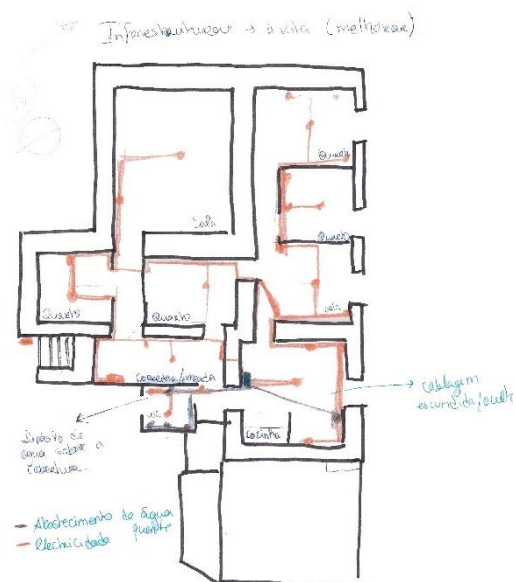 Infraestruturas → à vista (melhorar)
Quarto
Sala
Quarto
Quarto
Quarto
Sala
Corredor/entrada
WC
Cozinha
cablagem
escondida/oculta
Depósito de
água sobre a
cobertura.
- Abastecimento de Água
quente
- Electricidade